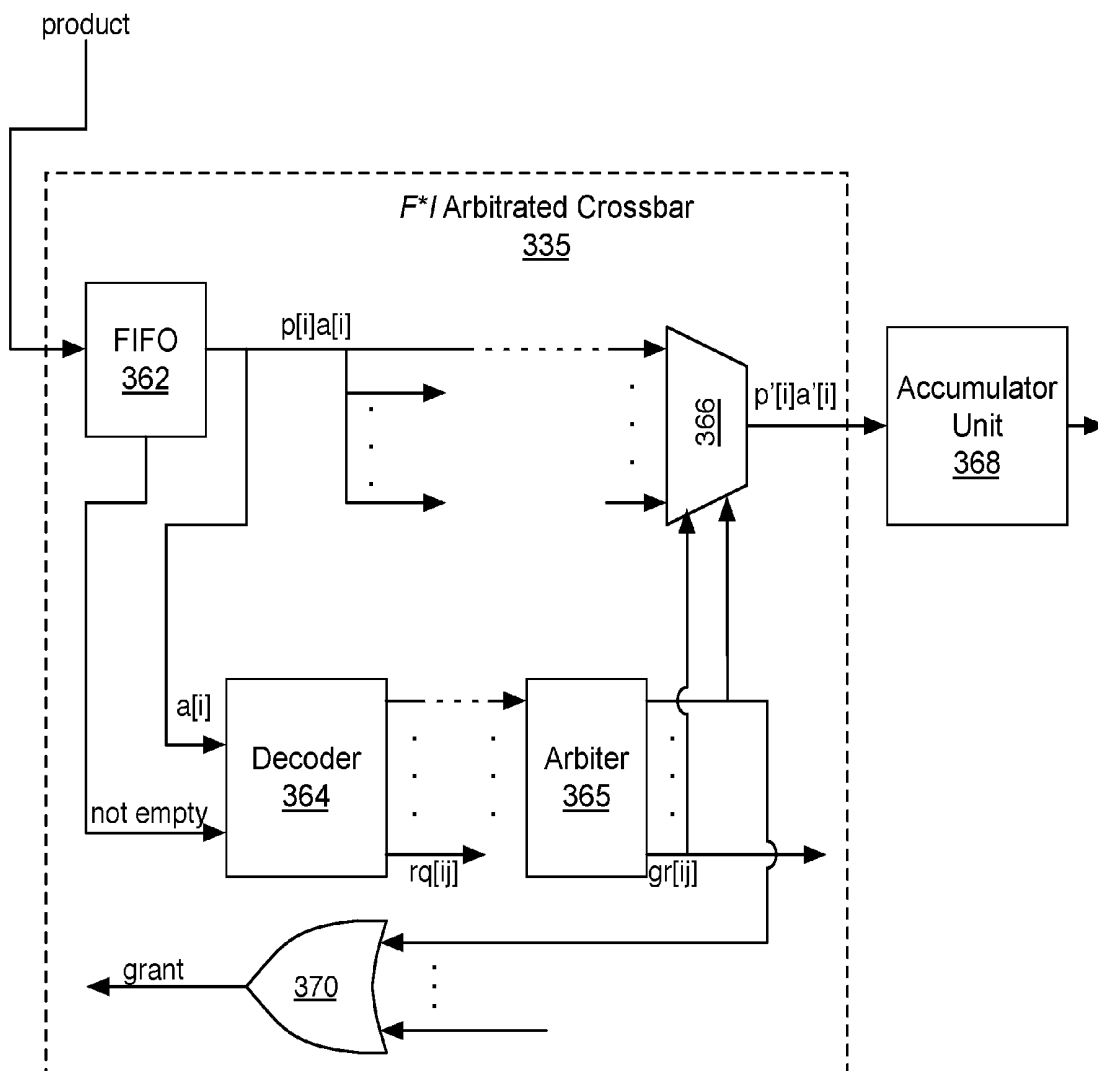 product
F*I Arbitrated Crossbar
335
FIFO
362
p[i]a[i]
366
p'[i]a'[i]
Accumulator
Unit
368
a[i]
Decoder
364
not empty
rq[ij]
Arbiter
365
gr[ij]
grant
370